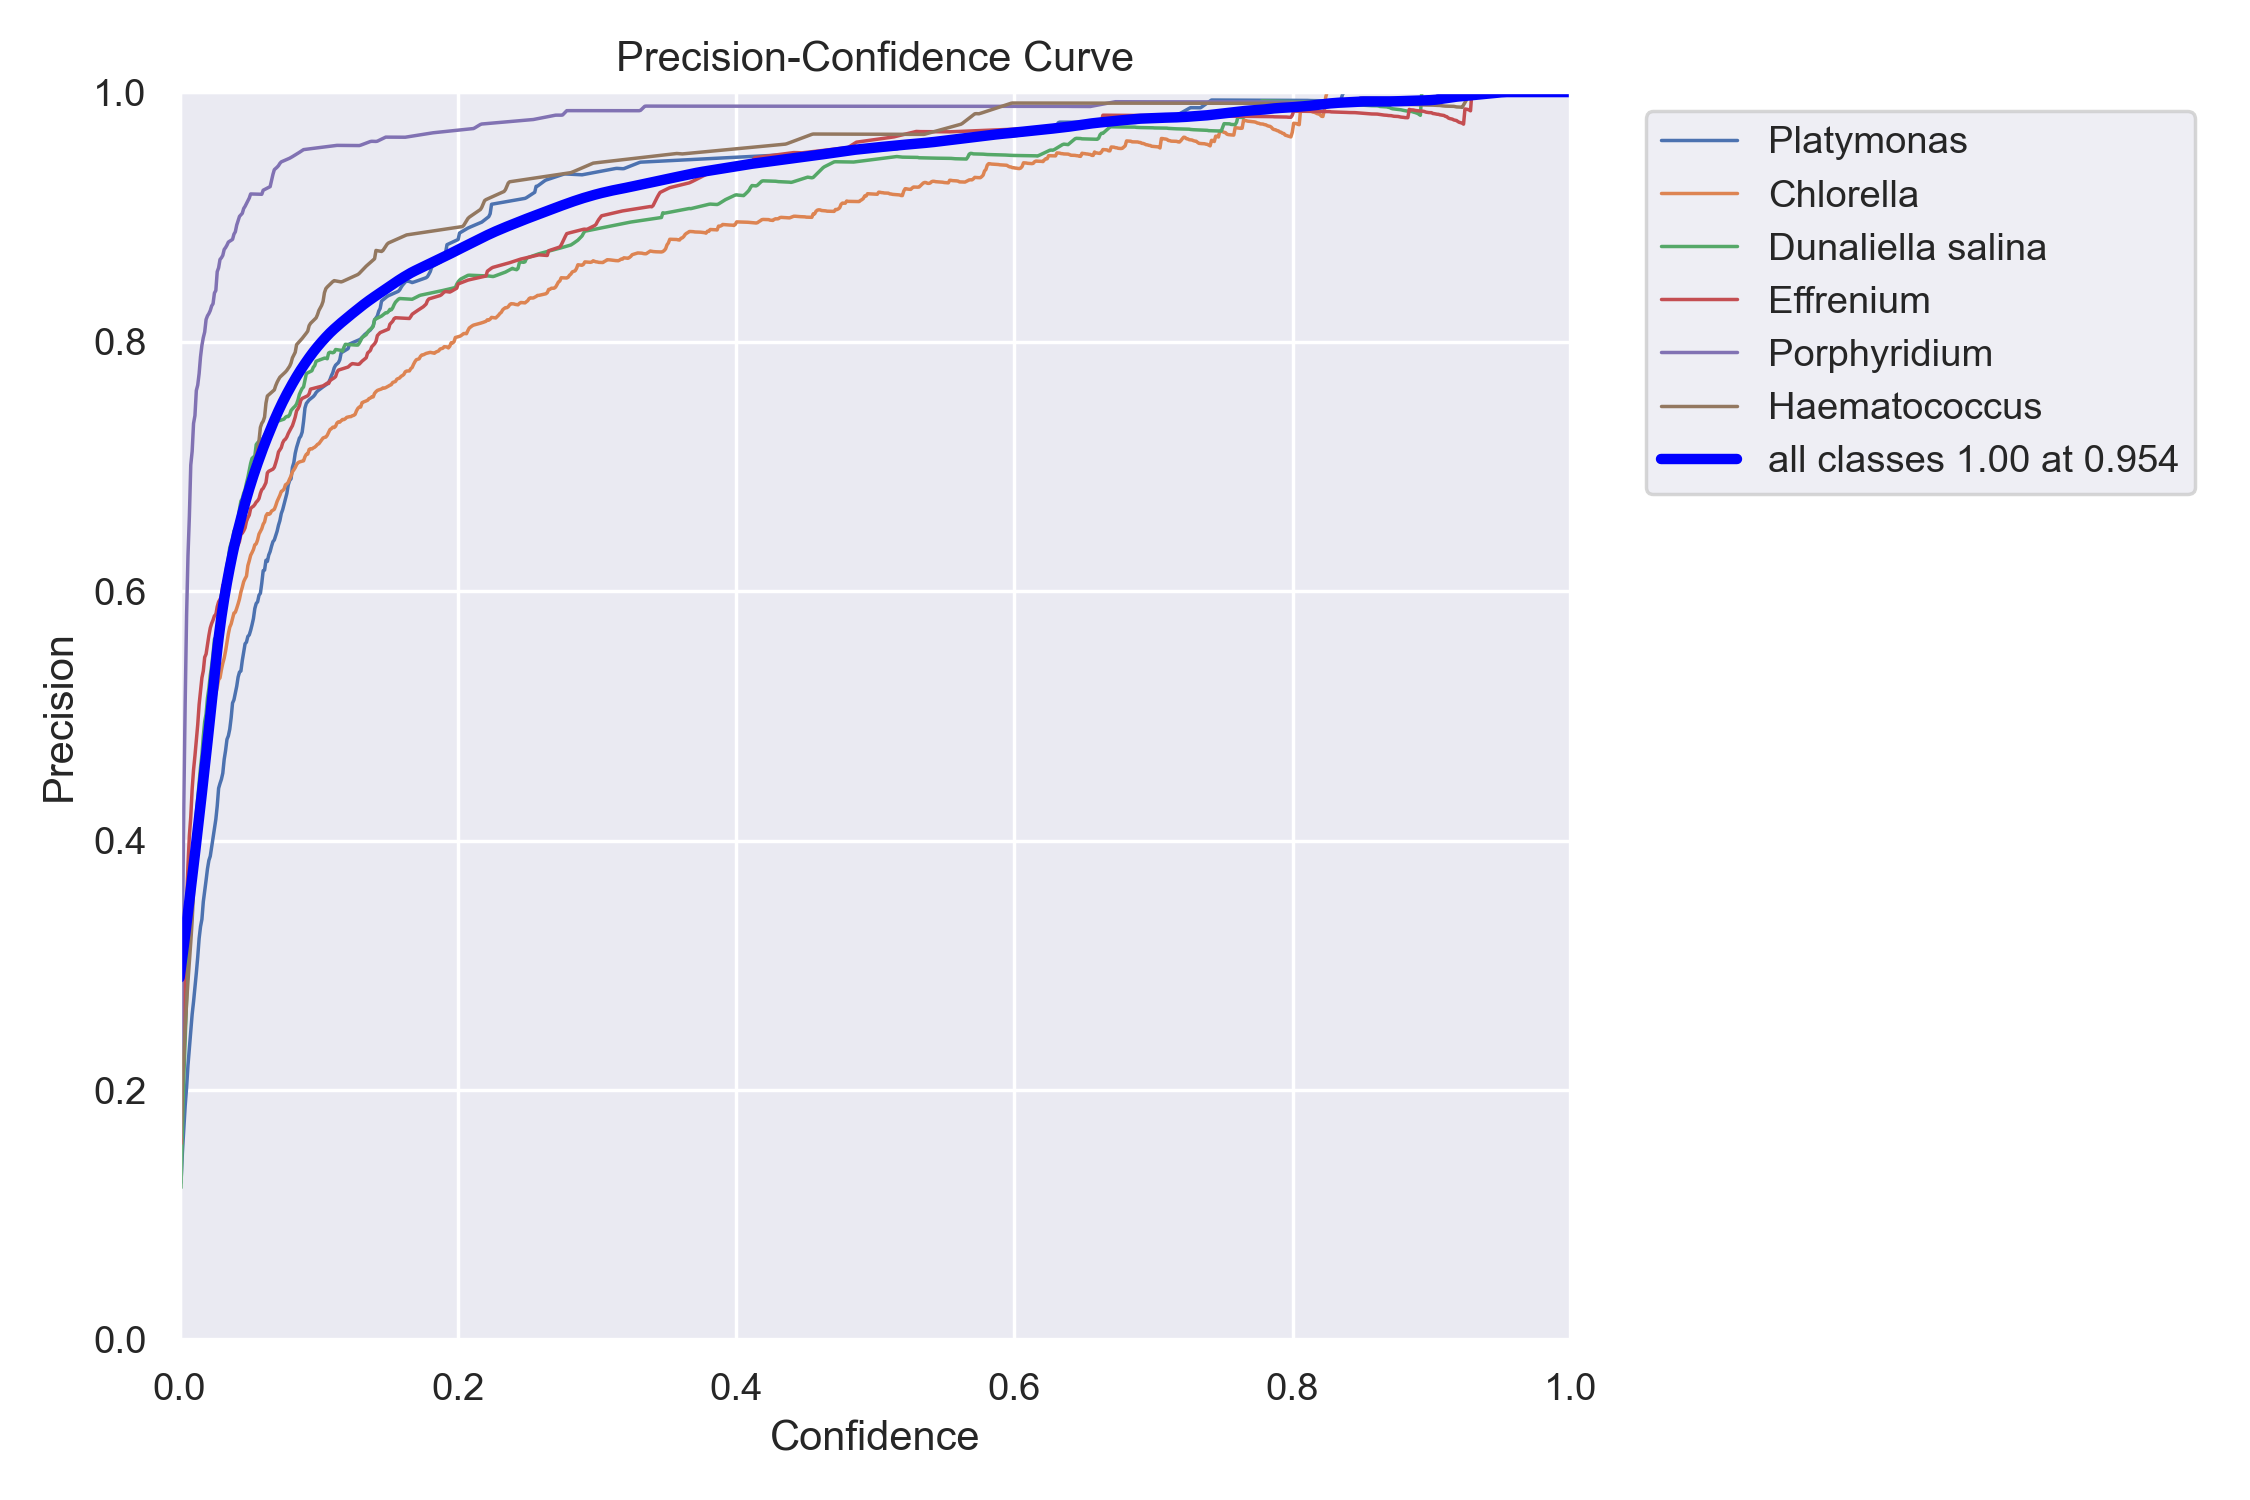 Precision-Confidence Curve
1.0
0.8
0.6
0.4
0.2
0.0
Precision
0.0 0.2 0.4 0.6 0.8 1.0
Confidence
Platymonas
Chlorella
Dunaliella salina
Effrenium
Porphyridium
Haematococcus
all classes 1.00 at 0.954